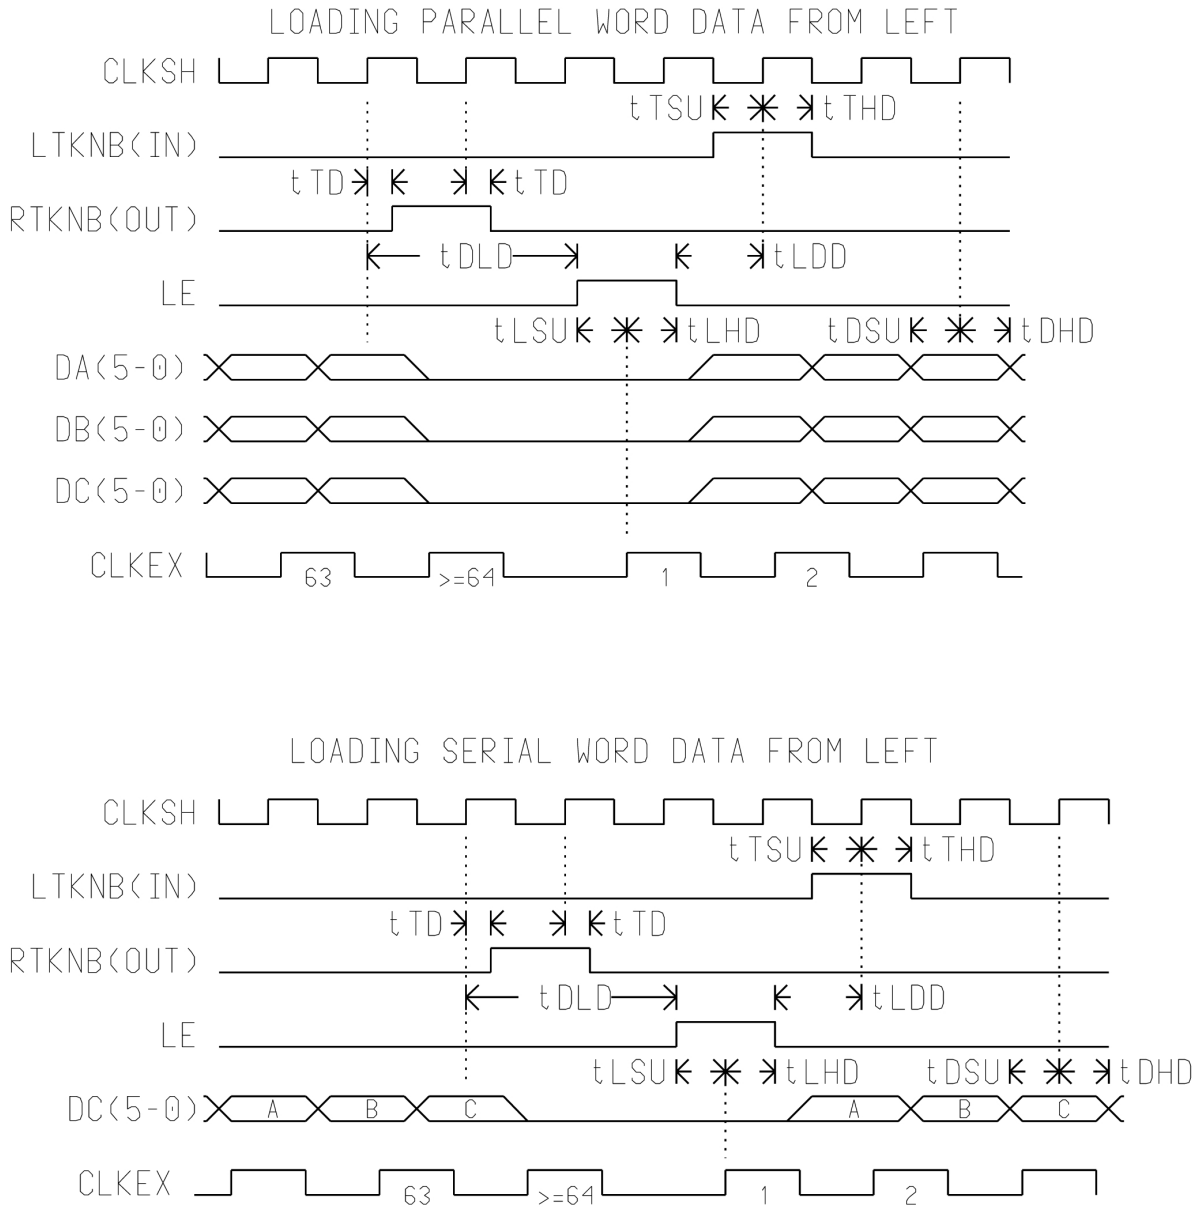 LOADING PARALLEL WORD DATA FROM LEFT
CLKSH
tTSU tTHD
LTKNB(IN)
tTD tTD
RTKNB(OUT)
tDLD tLDD
LE
tLSU tLHD tDSU tDHD
DA(5-0)
DB(5-0)
DC(5-0)
CLKEX
63 >=64 1 2
LOADING SERIAL WORD DATA FROM LEFT
CLKSH
tTSU tTHD
LTKNB(IN)
tTD tTD
RTKNB(OUT)
tDLD tLDD
LE
tLSU tLHD tDSU tDHD
DC(5-0) A B C A B C
CLKEX
63 >=64 1 2